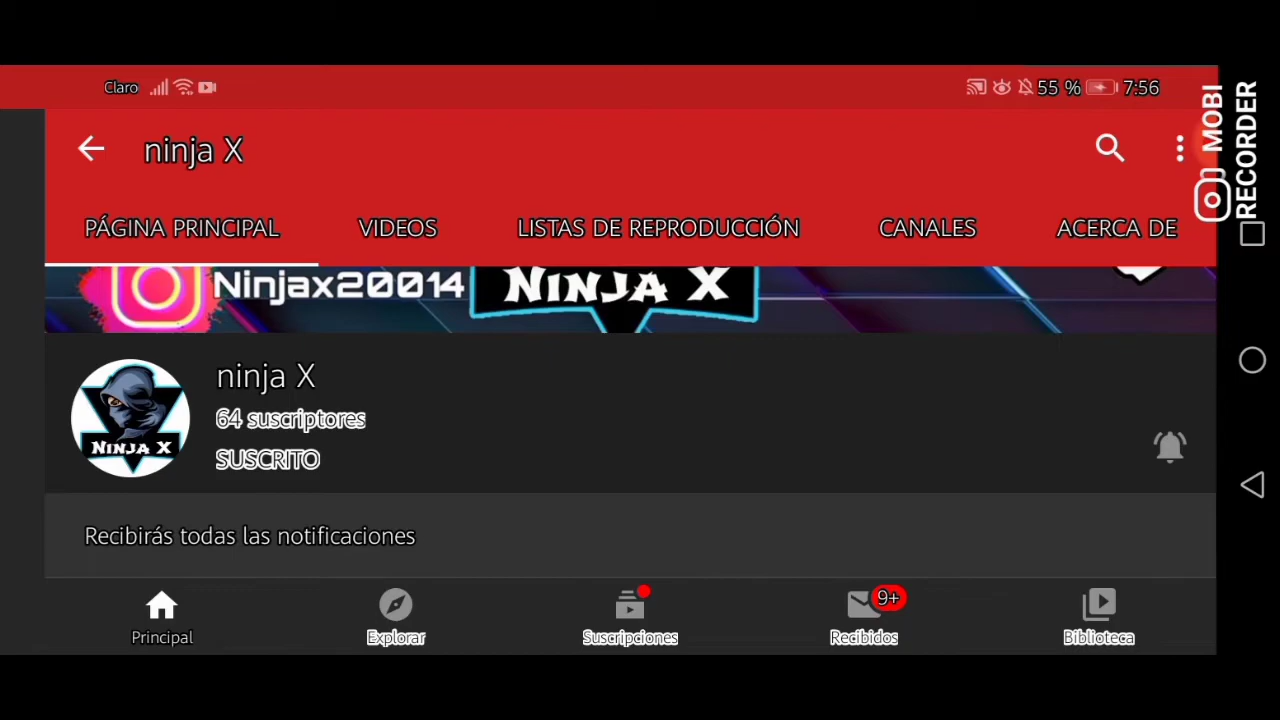 Claro 55 % 7:56
MOBI
RECORDER
ninja X
PÁGINA PRINCIPAL VIDEOS LISTAS DE REPRODUCCIÓN CANALES ACERCA DE
Ninjax20014 NINJA X
NINJA X
ninja X
64 suscriptores
SUSCRITO
Recibirás todas las notificaciones
9+
Principal Explorar Suscripciones Recibidos Biblioteca